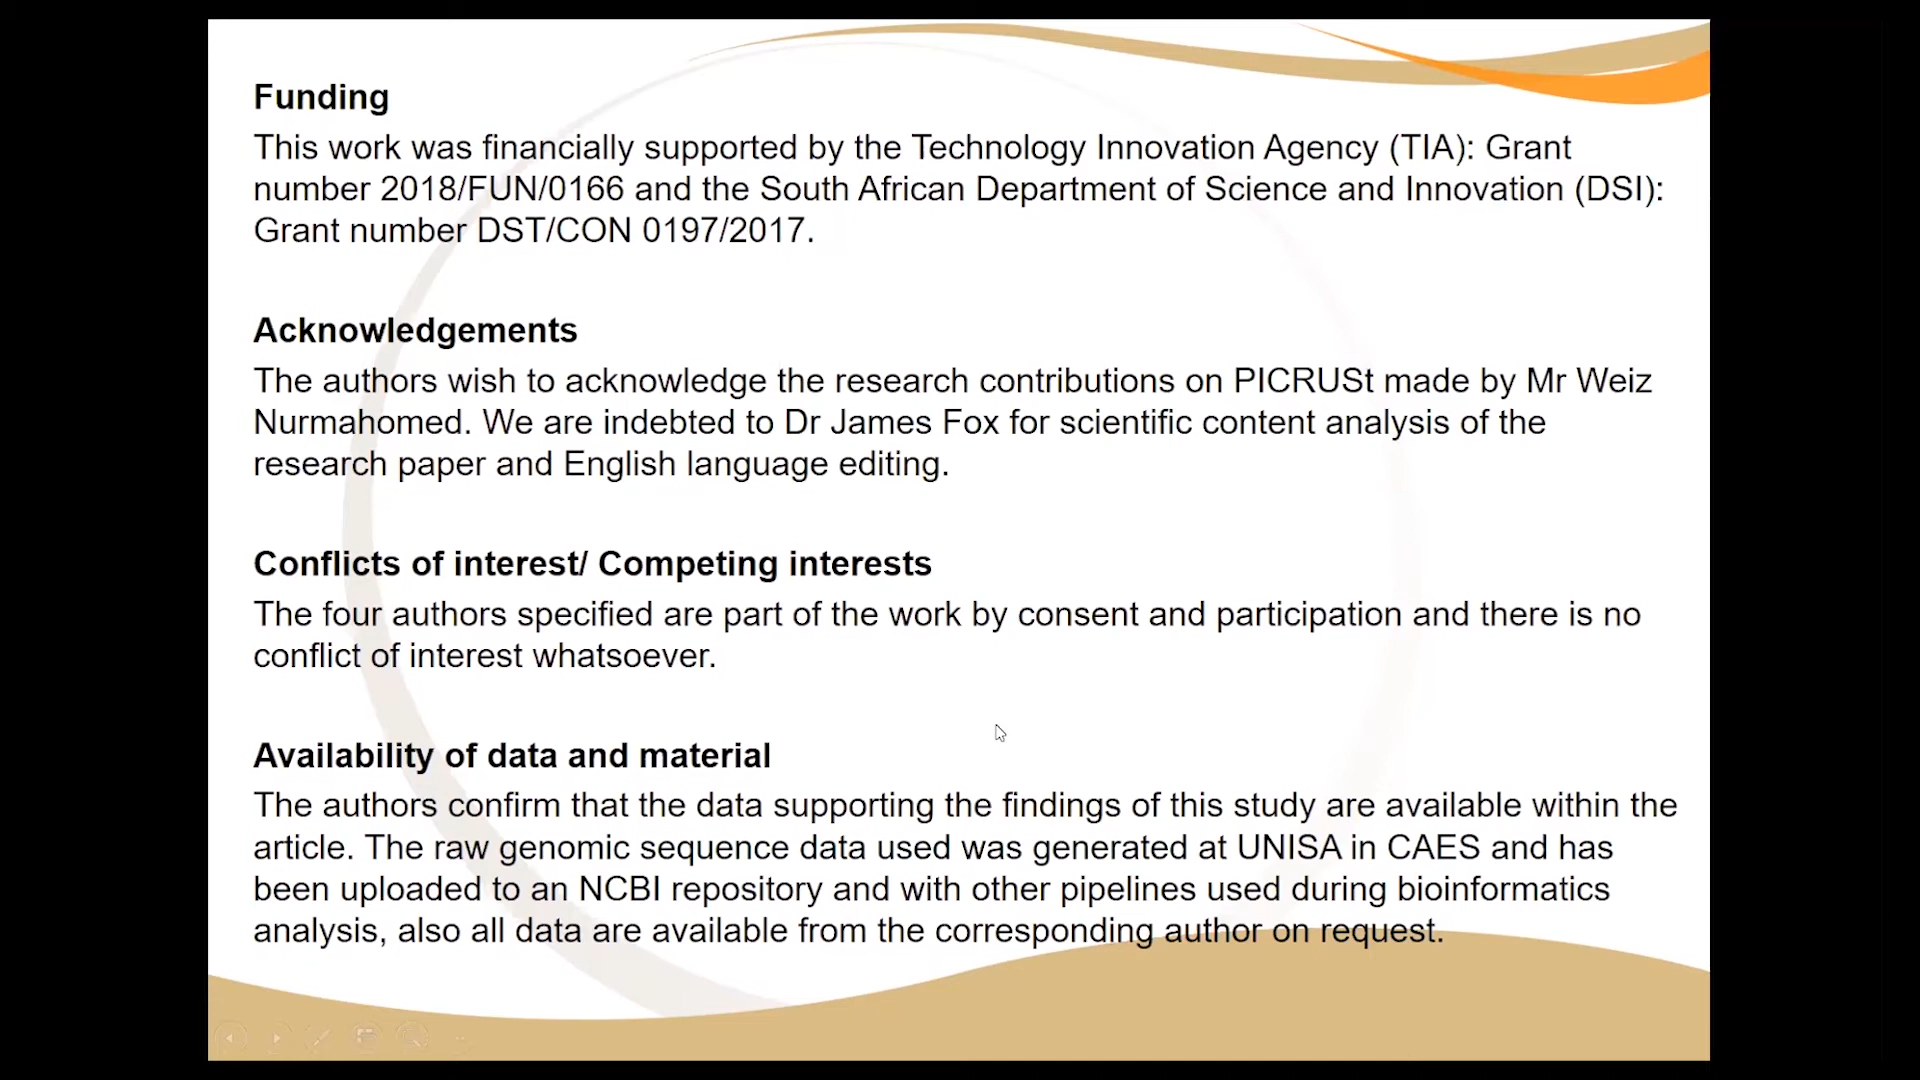 Funding
This work was financially supported by the Technology Innovation Agency (TIA): Grant
number 2018/FUN/0166 and the South African Department of Science and Innovation (DSI):
Grant number DST/CON 0197/2017.
Acknowledgements
The authors wish to acknowledge the research contributions on PICRUSt made by Mr Weiz
Nurmahomed. We are indebted to Dr James Fox for scientific content analysis of the
research paper and English language editing.
Conflicts of interest/ Competing interests
The four authors specified are part of the work by consent and participation and there is no
conflict of interest whatsoever.
Availability of data and material
The authors confirm that the data supporting the findings of this study are available within the
article. The raw genomic sequence data used was generated at UNISA in CAES and has
been uploaded to an NCBI repository and with other pipelines used during bioinformatics
analysis, also all data are available from the corresponding author on request.